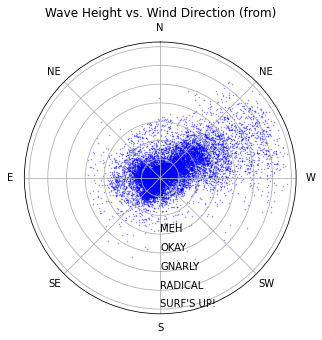 Wave Height vs. Wind Direction (from)
N
NE
NE
E
W
MEH
OKAY
GNARLY
RADICAL
SE
SW
SURF'S UP!
S